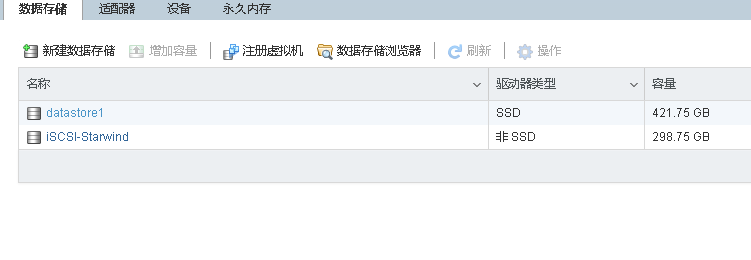 数据存储 适配器 设备 永久内存
新建数据存储 增加容量 注册虚拟机 数据存储浏览器 刷新 操作
名称 驱动器类型 容量
datastore1 SSD 421.75 GB
iSCSI-Starwind 非 SSD 298.75 GB